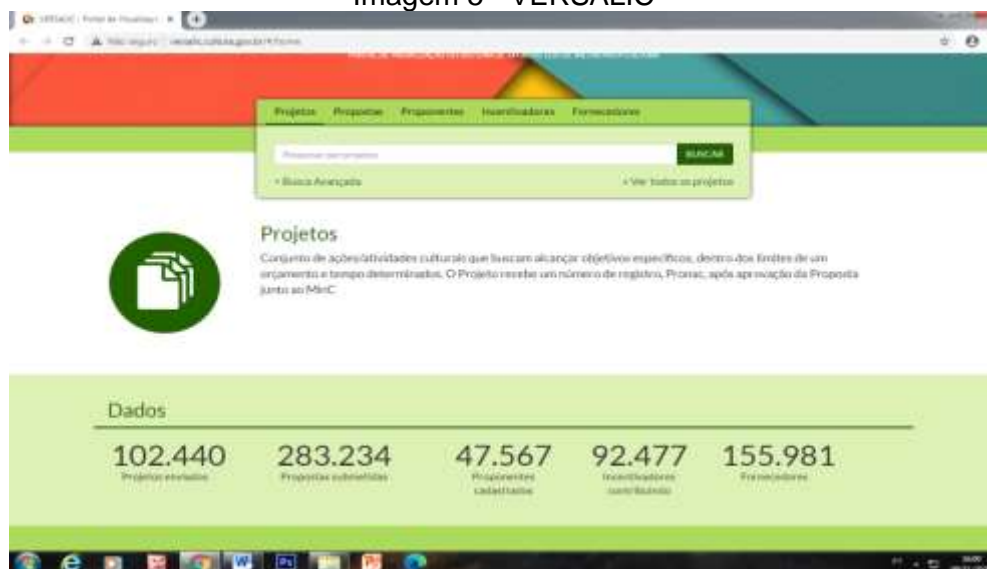 VERSALIC
Não seguro
Projetos Propostas Proponentes Incentivadores Fornecedores
BUSCAR
+ Busca Avançada + Ver todos os projetos
Projetos
Conjunto de ações/atividades culturais que buscam alcançar objetivos específicos, dentro dos limites de um
orçamento e tempo determinados. O Projeto recebe um número de registro, Pronac, após aprovação da Proposta
junto ao MinC
Dados
102.440 283.234 47.567 92.477 155.981
Projetos enviados Propostas submetidas Proponentes Incentivadores Fornecedores
cadastrados contribuindo